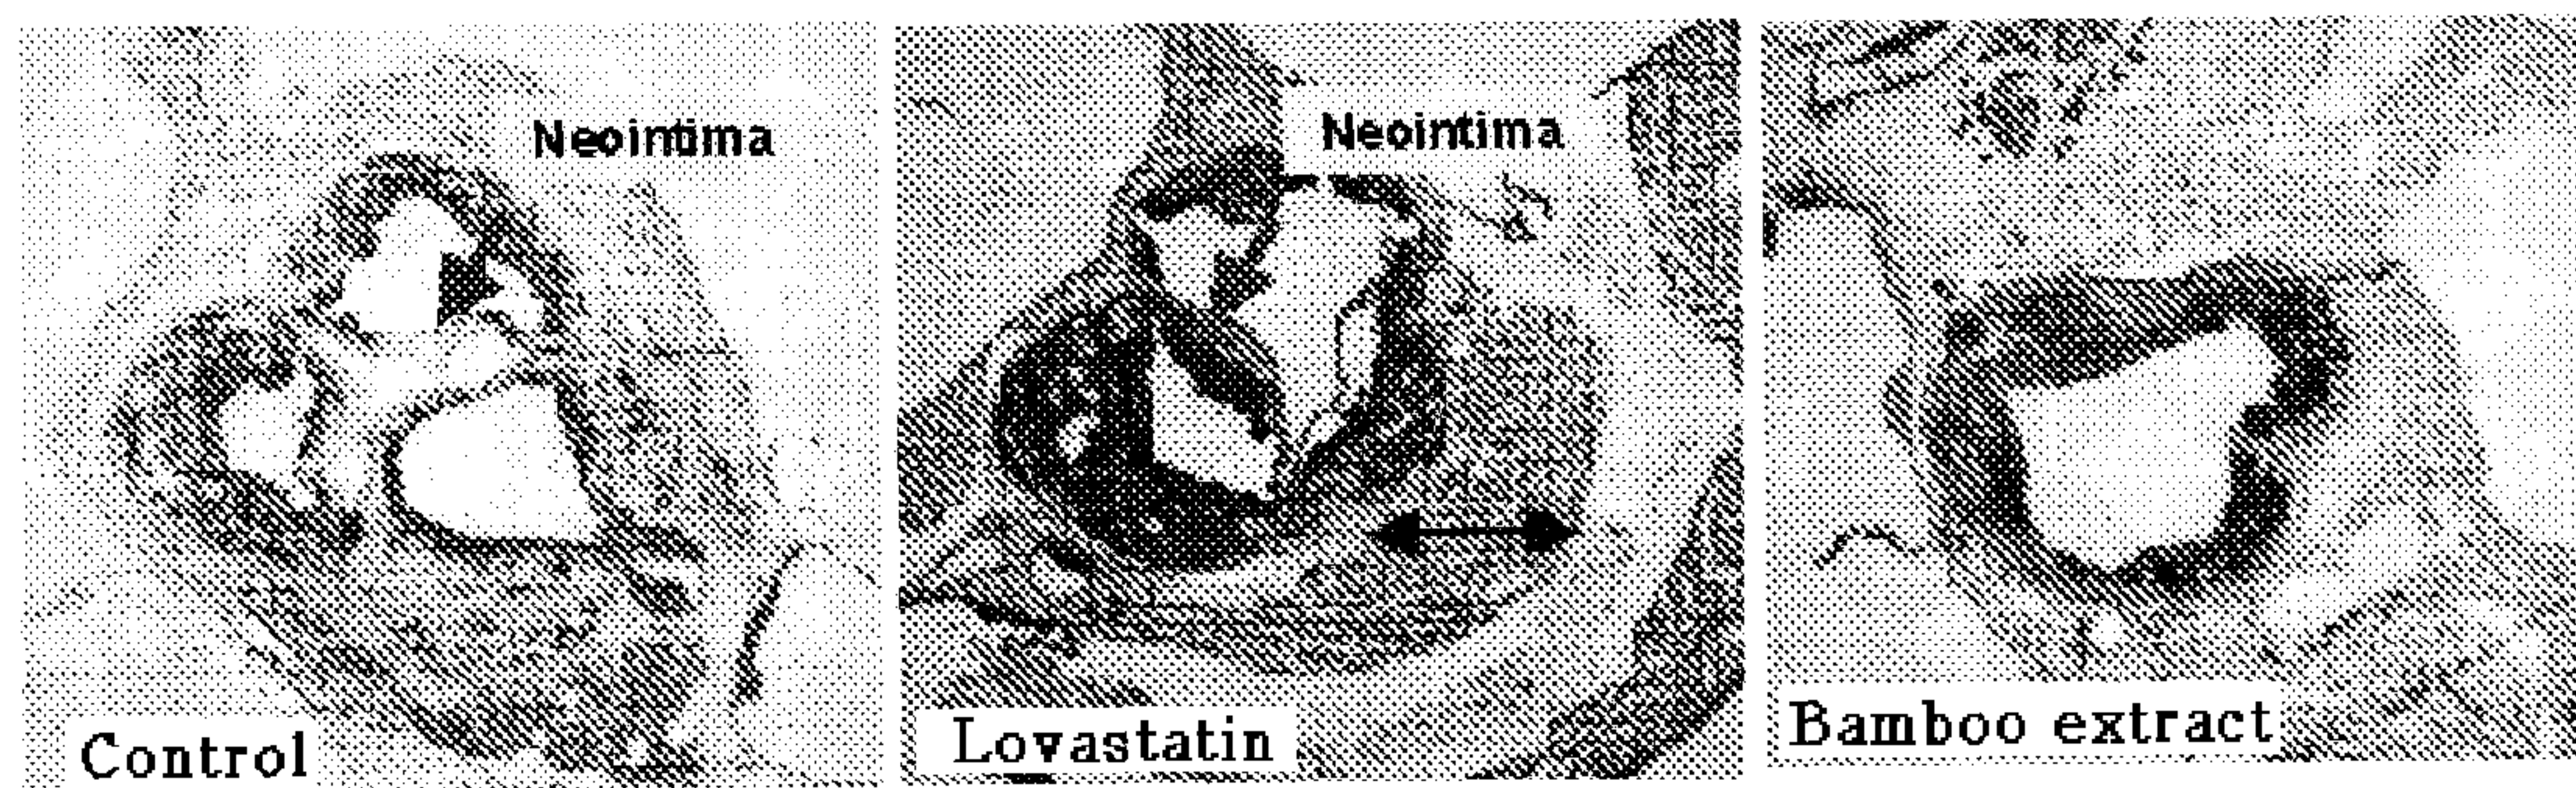 Neointima
Neointima
Control
Lovastatin
Bamboo extract